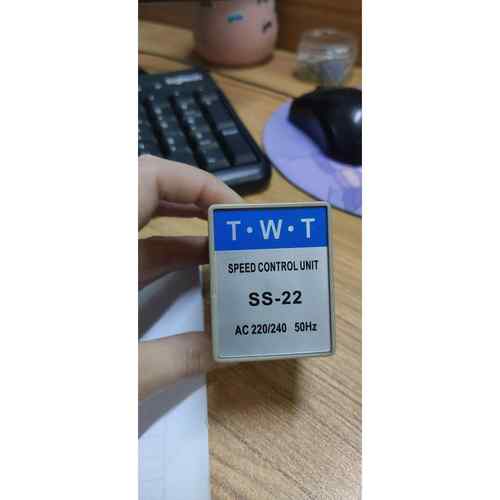 T·W·T
SPEED CONTROL UNIT
SS-22
AC 220/240 50Hz